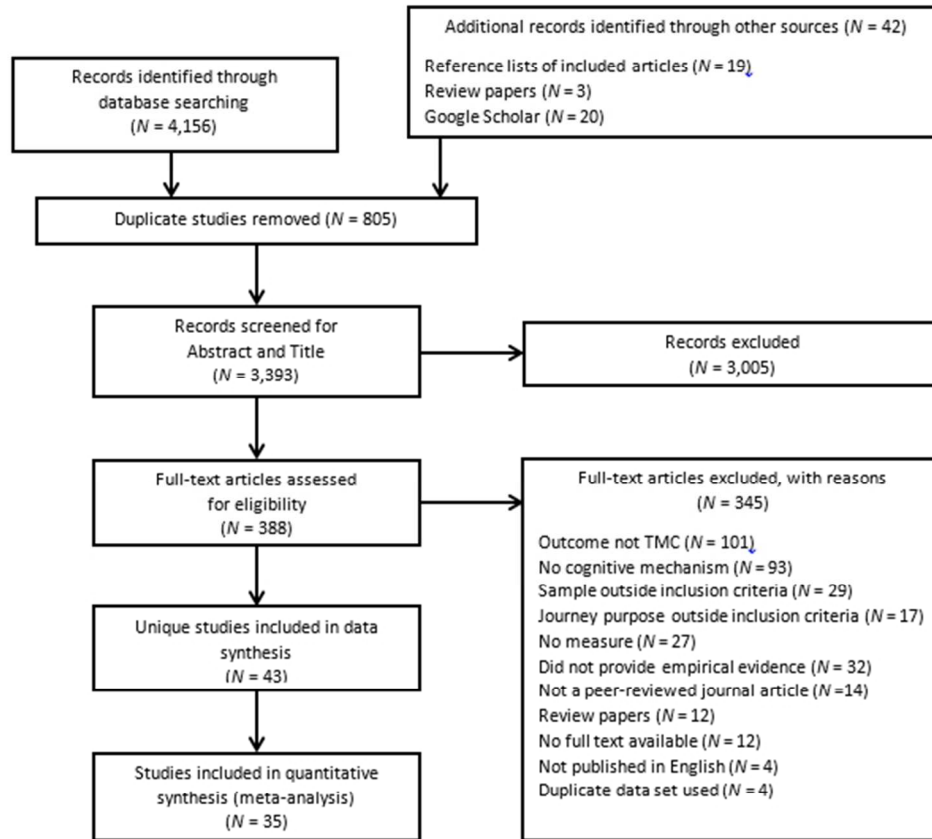 Records identified through
database searching
(N = 4,156)
Additional records identified through other sources (N = 42)
Reference lists of included articles (N = 19)
Review papers (N = 3)
Google Scholar (N = 20)
Duplicate studies removed (N = 805)
Records screened for
Abstract and Title
(N = 3,393)
Records excluded
(N = 3,005)
Full-text articles assessed
for eligibility
(N = 388)
Full-text articles excluded, with reasons
(N = 345)
Outcome not TMC (N = 101)
No cognitive mechanism (N = 93)
Sample outside inclusion criteria (N = 29)
Journey purpose outside inclusion criteria (N = 17)
No measure (N = 27)
Did not provide empirical evidence (N = 32)
Not a peer-reviewed journal article (N =14)
Review papers (N = 12)
No full text available (N = 12)
Not published in English (N = 4)
Duplicate data set used (N = 4)
Unique studies included in data
synthesis
(N = 43)
Studies included in quantitative
synthesis (meta-analysis)
(N = 35)